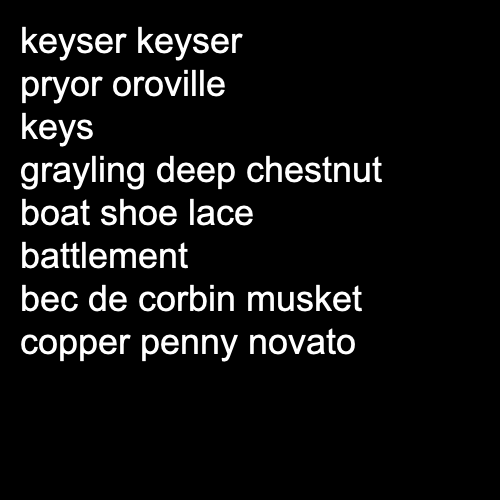 keyser keyser
pryor oroville
keys
grayling deep chestnut
boat shoe lace
battlement
bec de corbin musket
copper penny novato